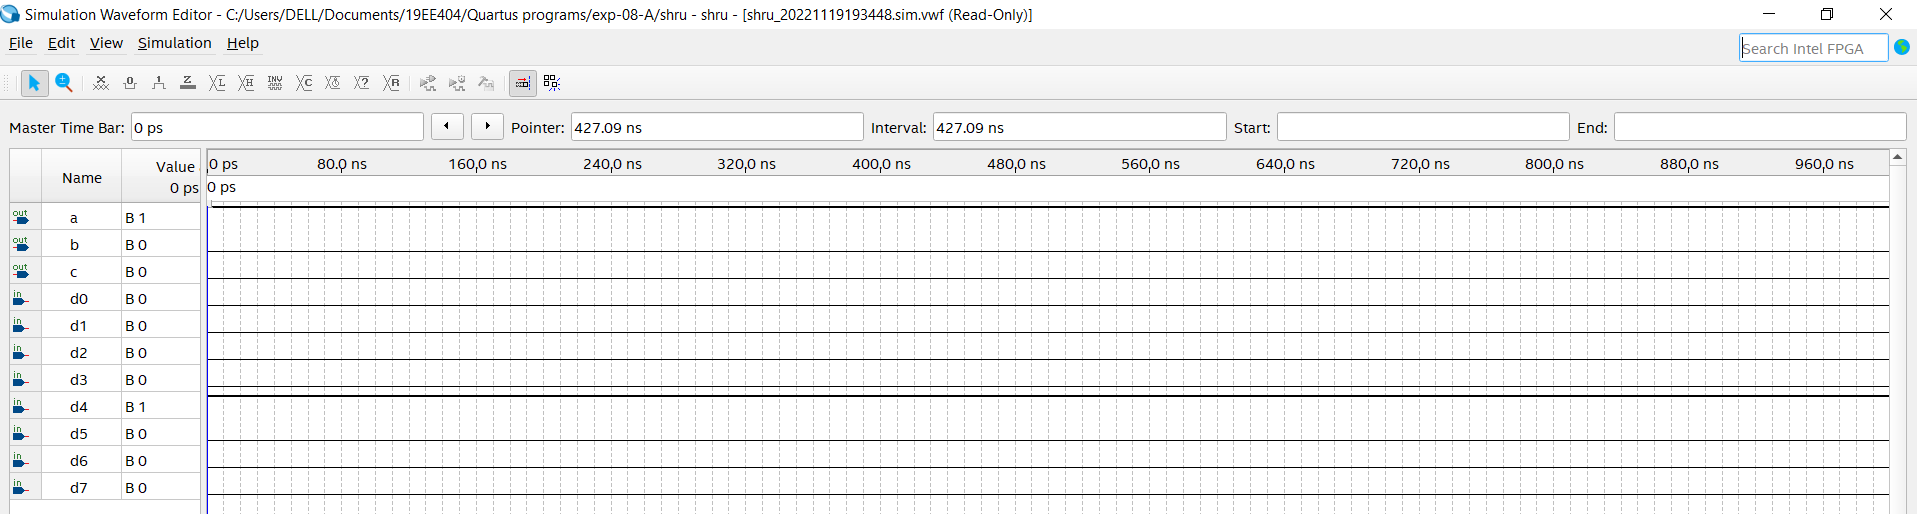 Simulation Waveform Editor - C:/Users/DELL/Documents/19EE404/Quartus programs/exp-08-A/shru - shru - [shru_20221119193448.sim.vwf (Read-Only)]
File Edit View Simulation Help
Search Intel FPGA
Master Time Bar: 0 ps Pointer: 427.09 ns Interval: 427.09 ns Start: End:
Name Value 0 ps
0 ps 80.0 ns 160.0 ns 240.0 ns 320.0 ns 400.0 ns 480.0 ns 560.0 ns 640.0 ns 720.0 ns 800.0 ns 880.0 ns 960.0 ns
0 ps
out a B 1
out b B 0
out c B 0
in d0 B 0
in d1 B 0
in d2 B 0
in d3 B 0
in d4 B 1
in d5 B 0
in d6 B 0
in d7 B 0